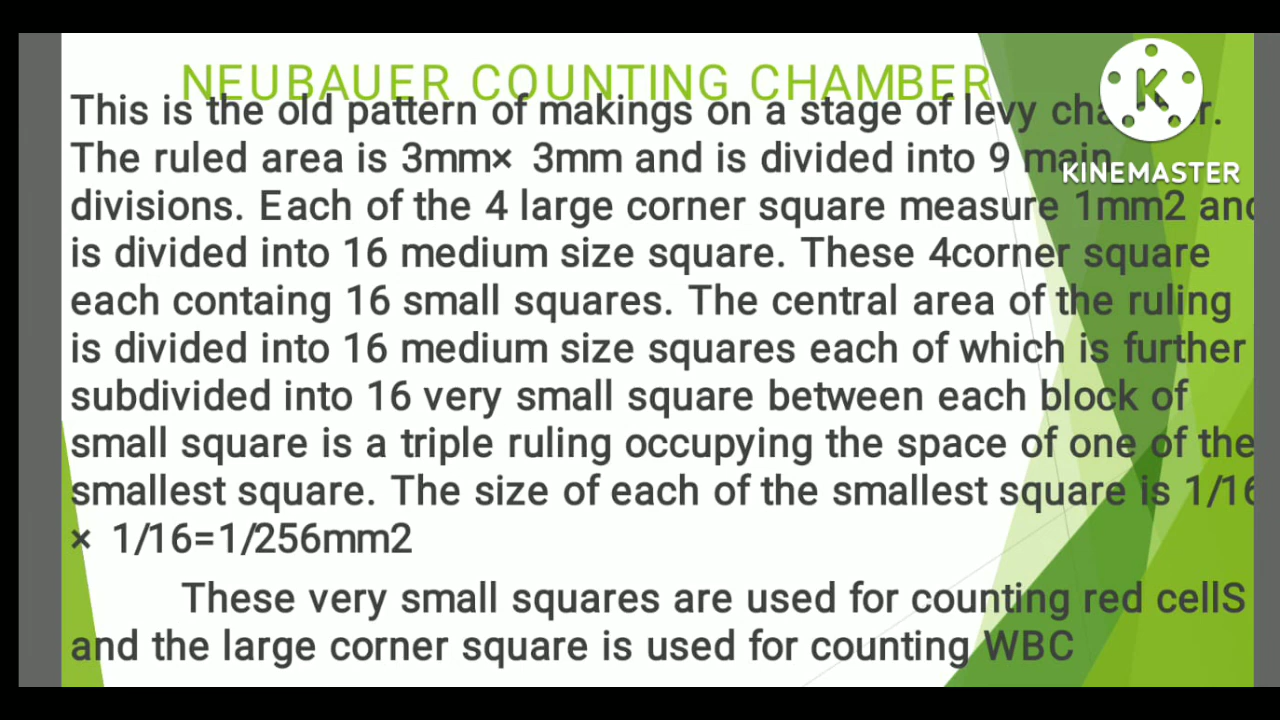 NEUBAUER COUNTING CHAMBER
This is the old pattern of makings on a stage of levy
The ruled area is 3mm× 3mm and is divided into 9 main
KINEMASTER
divisions. Each of the 4 large corner square measure 1mm2 and
is divided into 16 medium size square. These 4corner square
each containg 16 small squares. The central area of the ruling
is divided into 16 medium size squares each of which is further
subdivided into 16 very small square between each block of
small square is a triple ruling occupying the space of one of the
smallest square. The size of each of the smallest square is 1/16
× 1/16=1/256mm2
These very small squares are used for counting red cellS
and the large corner square is used for counting WBC